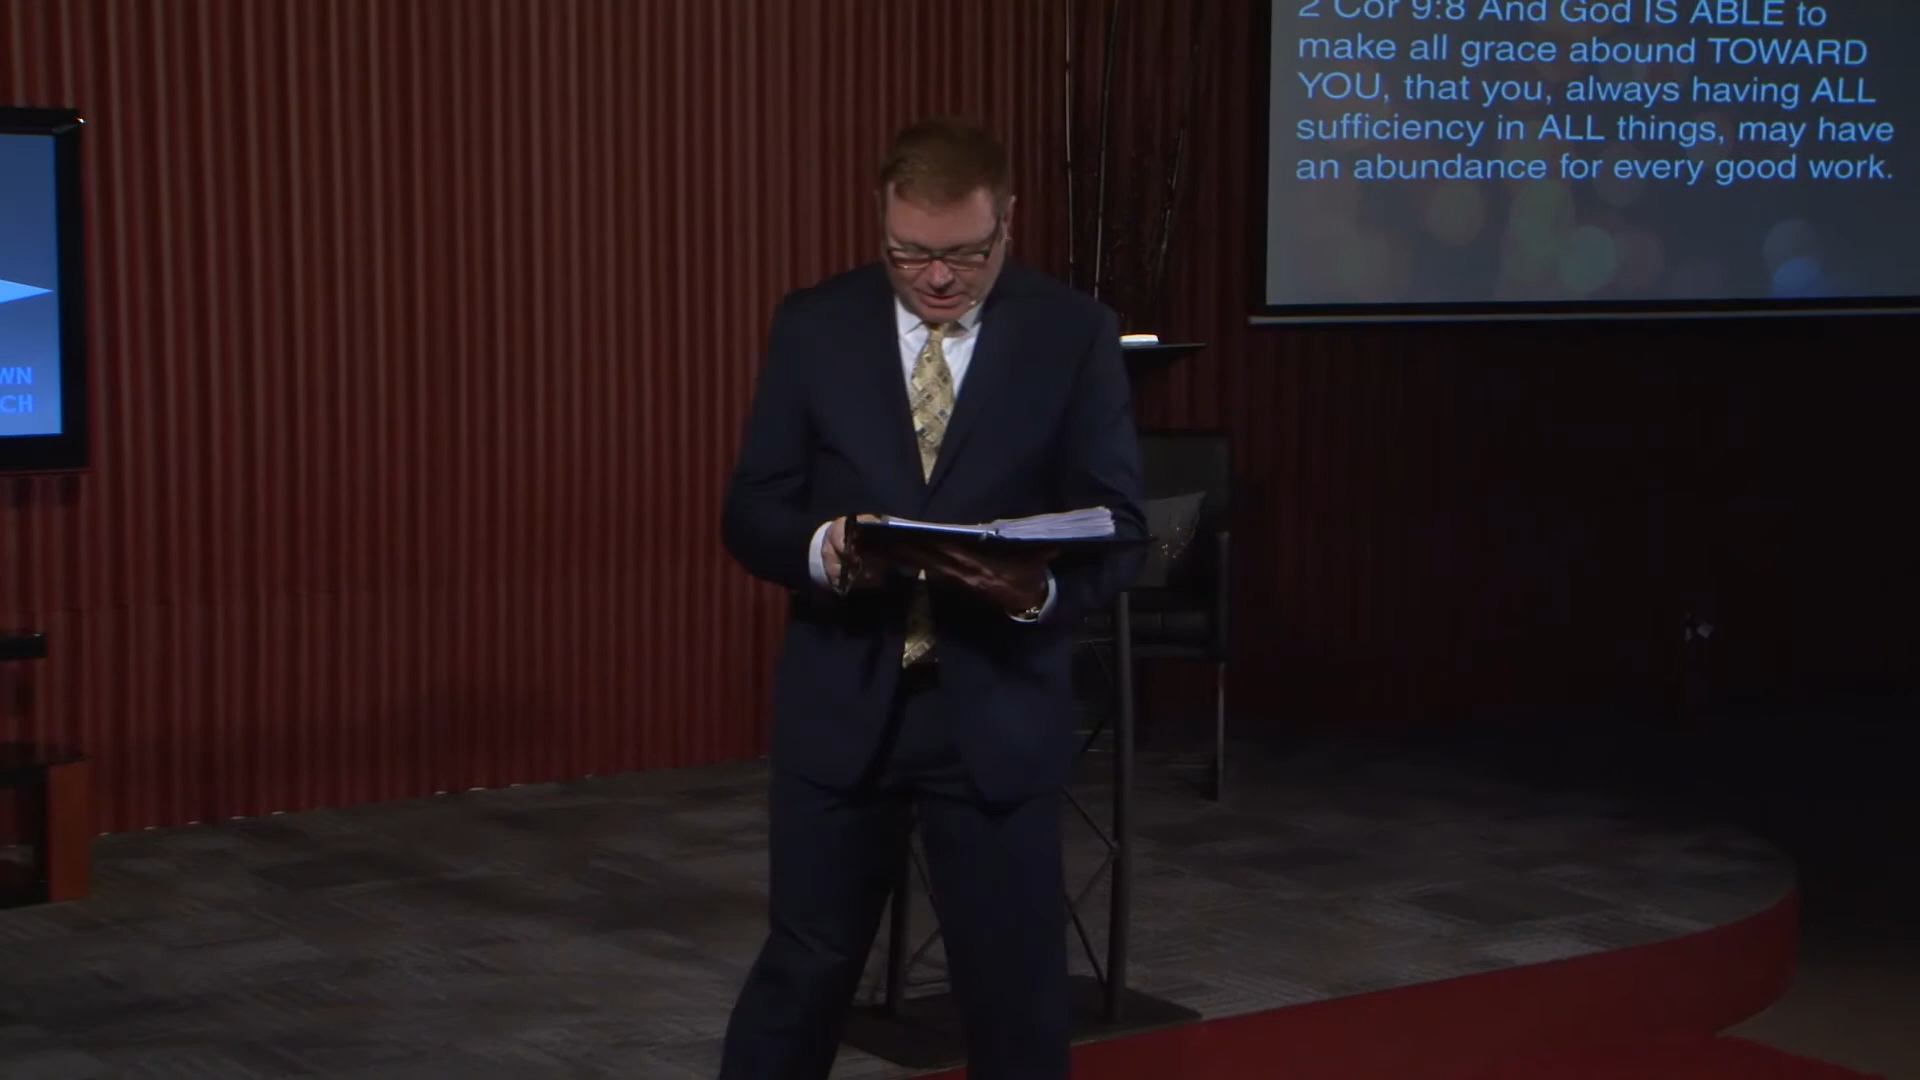 2 Cor 9:8 And God IS ABLE to
make all grace abound TOWARD
YOU, that you, always having ALL
sufficiency in ALL things, may have
an abundance for every good work.
WN
CH